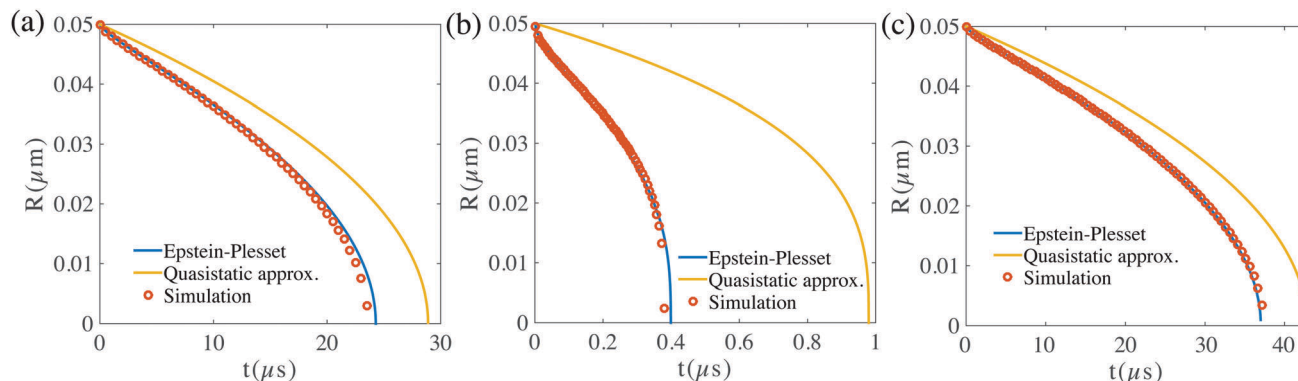 (a)
0.05
0.04
0.03
0.02
0.01
0
R(μm)
Epstein-Plesset
Quasistatic approx.
Simulation
0
10
20
30
t(μs)
(b)
0.05
0.04
0.03
0.02
0.01
0
R(μm)
Epstein-Plesset
Quasistatic approx.
Simulation
0
0.2
0.4
0.6
0.8
1
t(μs)
(c)
0.05
0.04
0.03
0.02
0.01
0
R(μm)
Epstein-Plesset
Quasistatic approx.
Simulation
0
10
20
30
40
t(μs)